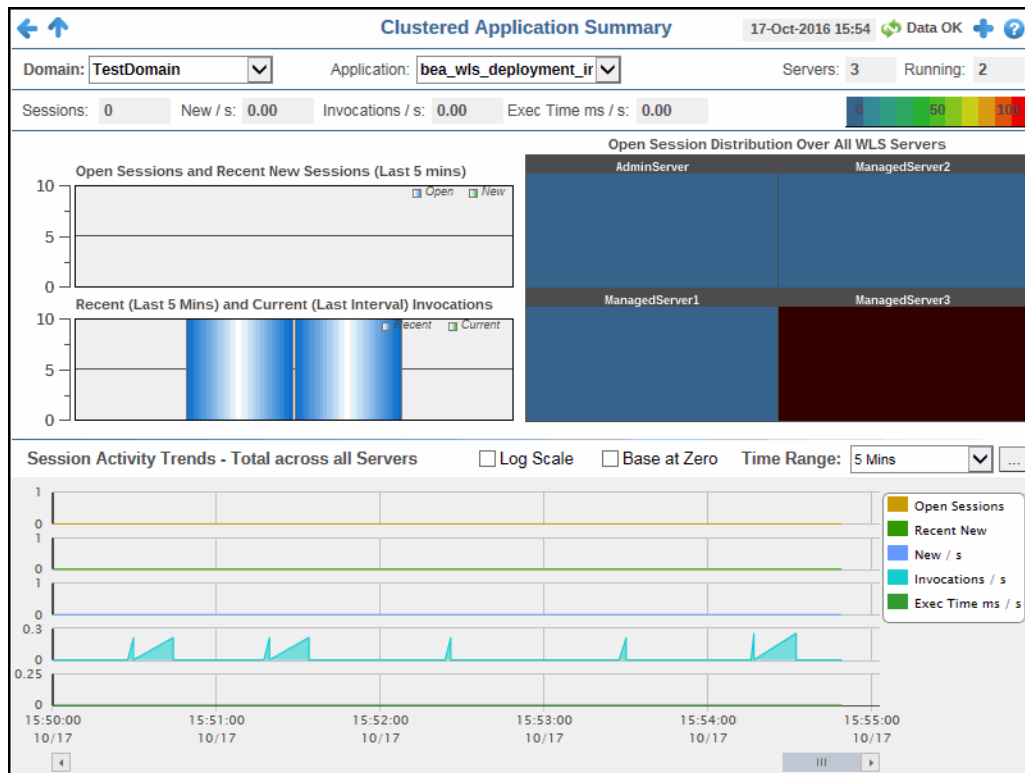 Clustered Application Summary 17-Oct-2016 15:54 Data OK ?
Domain: TestDomain Application: bea_wls_deployment_ir Servers: 3 Running: 2
Sessions: 0 New / s: 0.00 Invocations / s: 0.00 Exec Time ms / s: 0.00 0 50 100
Open Session Distribution Over All WLS Servers
Open Sessions and Recent New Sessions (Last 5 mins)
Open New
10
5
0
Recent (Last 5 Mins) and Current (Last Interval) Invocations
Recent Current
10
5
0
AdminServer ManagedServer2
ManagedServer1 ManagedServer3
Session Activity Trends - Total across all Servers Log Scale Base at Zero Time Range: 5 Mins ...
1
0
1
0
1
0
0.3
0
0.25
0
15:50:00 15:51:00 15:52:00 15:53:00 15:54:00 15:55:00
10/17 10/17 10/17 10/17 10/17 10/17
Open Sessions
Recent New
New / s
Invocations / s
Exec Time ms / s